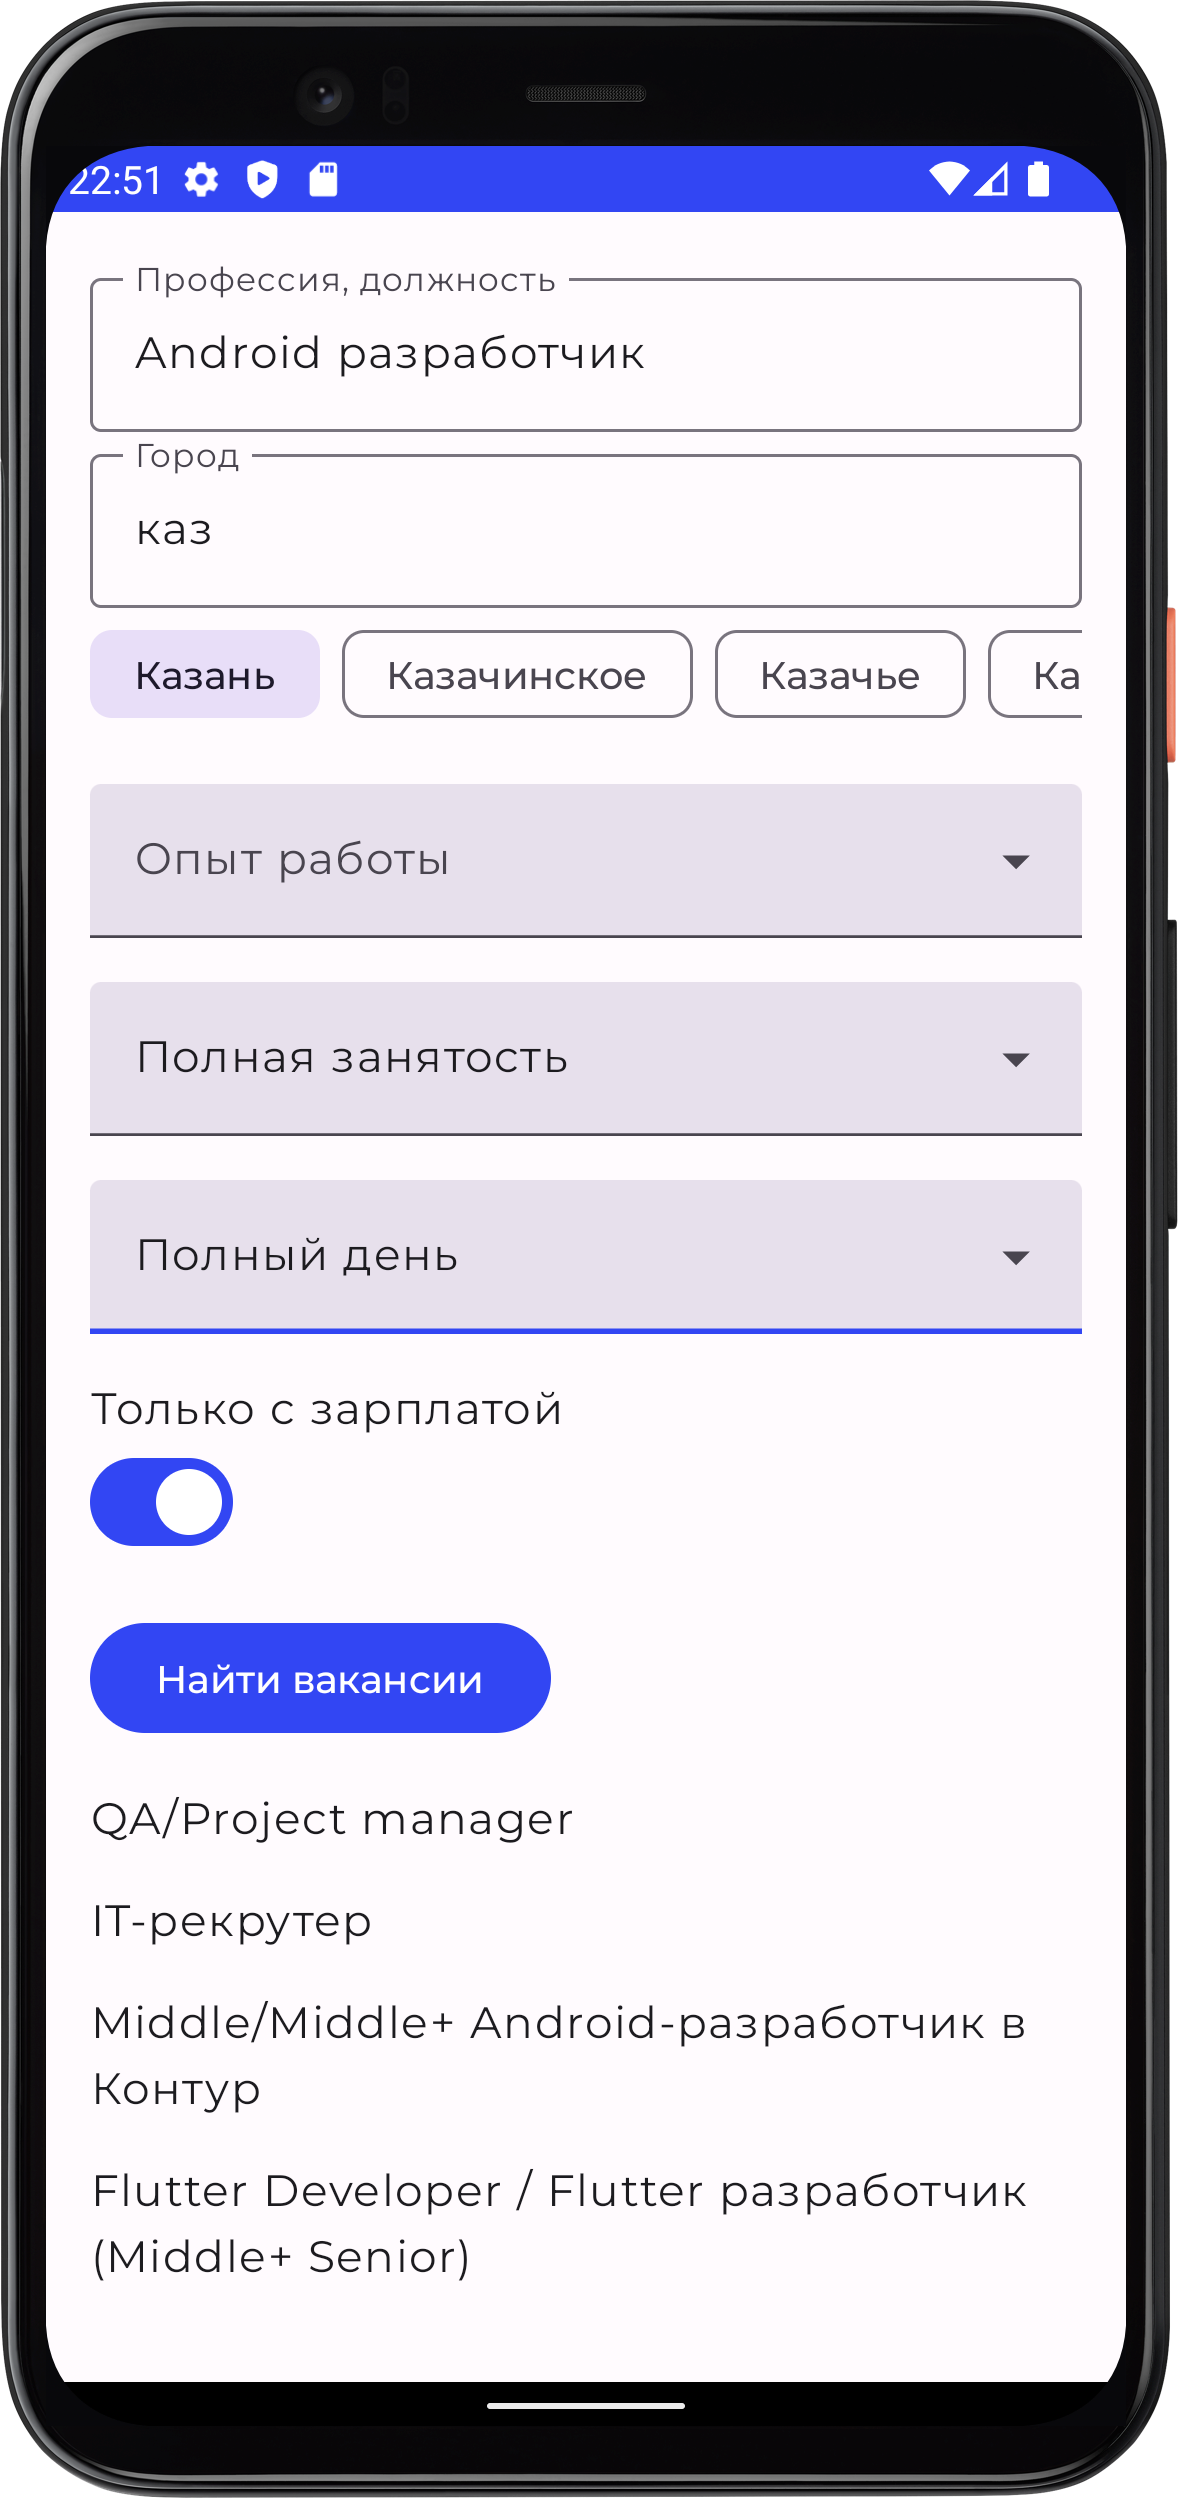 22:51
Профессия, должность
Android разработчик
Город
каз
Казань Казачинское Казачье Ка
Опыт работы
Полная занятость
Полный день
Только с зарплатой
Найти вакансии
QA/Project manager
IT-рекрутер
Middle/Middle+ Android-разработчик в
Контур
Flutter Developer / Flutter разработчик
(Middle+ Senior)